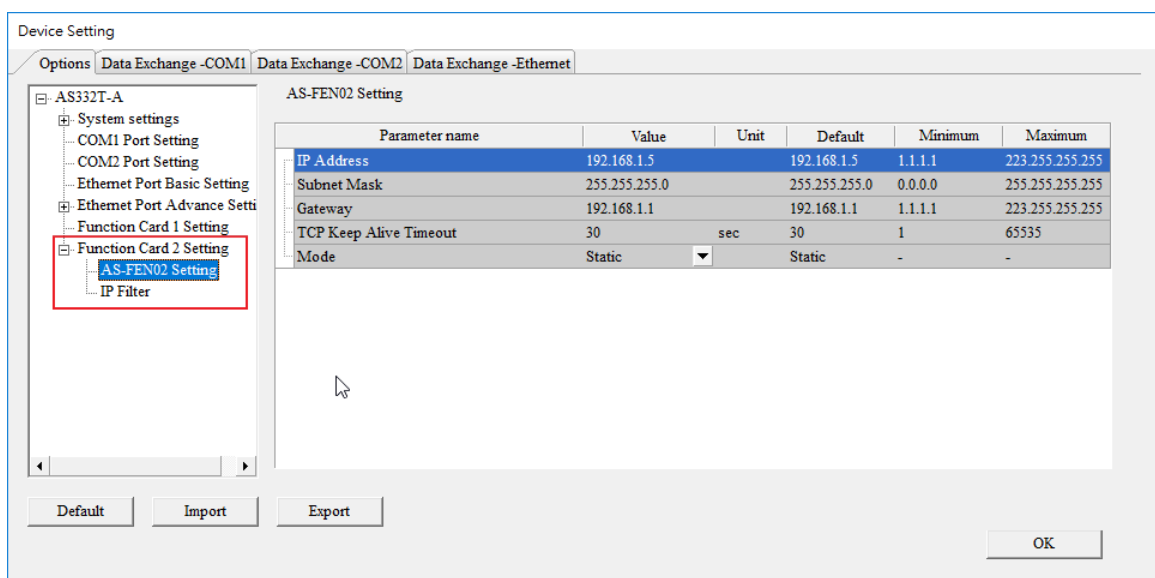 Device Setting
Options Data Exchange -COM1 Data Exchange -COM2 Data Exchange -Ethernet
AS332T-A
System settings
COM1 Port Setting
COM2 Port Setting
Ethernet Port Basic Setting
Ethernet Port Advance Setti
Function Card 1 Setting
Function Card 2 Setting
AS-FEN02 Setting
IP Filter
AS-FEN02 Setting
Parameter name Value Unit Default Minimum Maximum
IP Address 192.168.1.5 192.168.1.5 1.1.1.1 223.255.255.255
Subnet Mask 255.255.255.0 255.255.255.0 0.0.0.0 255.255.255.255
Gateway 192.168.1.1 192.168.1.1 1.1.1.1 223.255.255.255
TCP Keep Alive Timeout 30 sec 30 1 65535
Mode Static Static - -
Default Import Export
OK